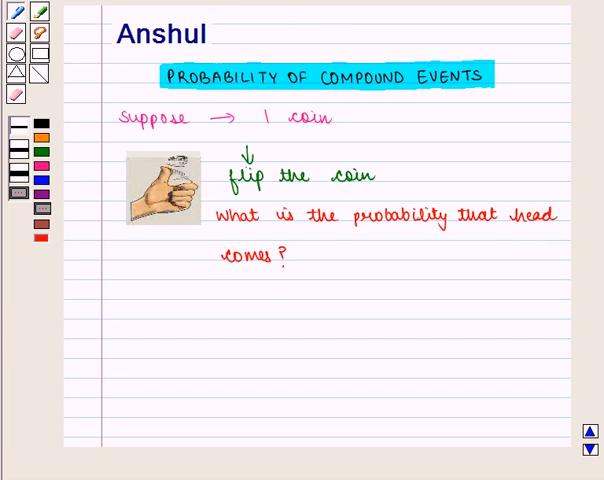 Anshul
PROBABILITY OF COMPOUND EVENTS
Suppose → 1 coin
flip the coin
What is the probability that head
comes?